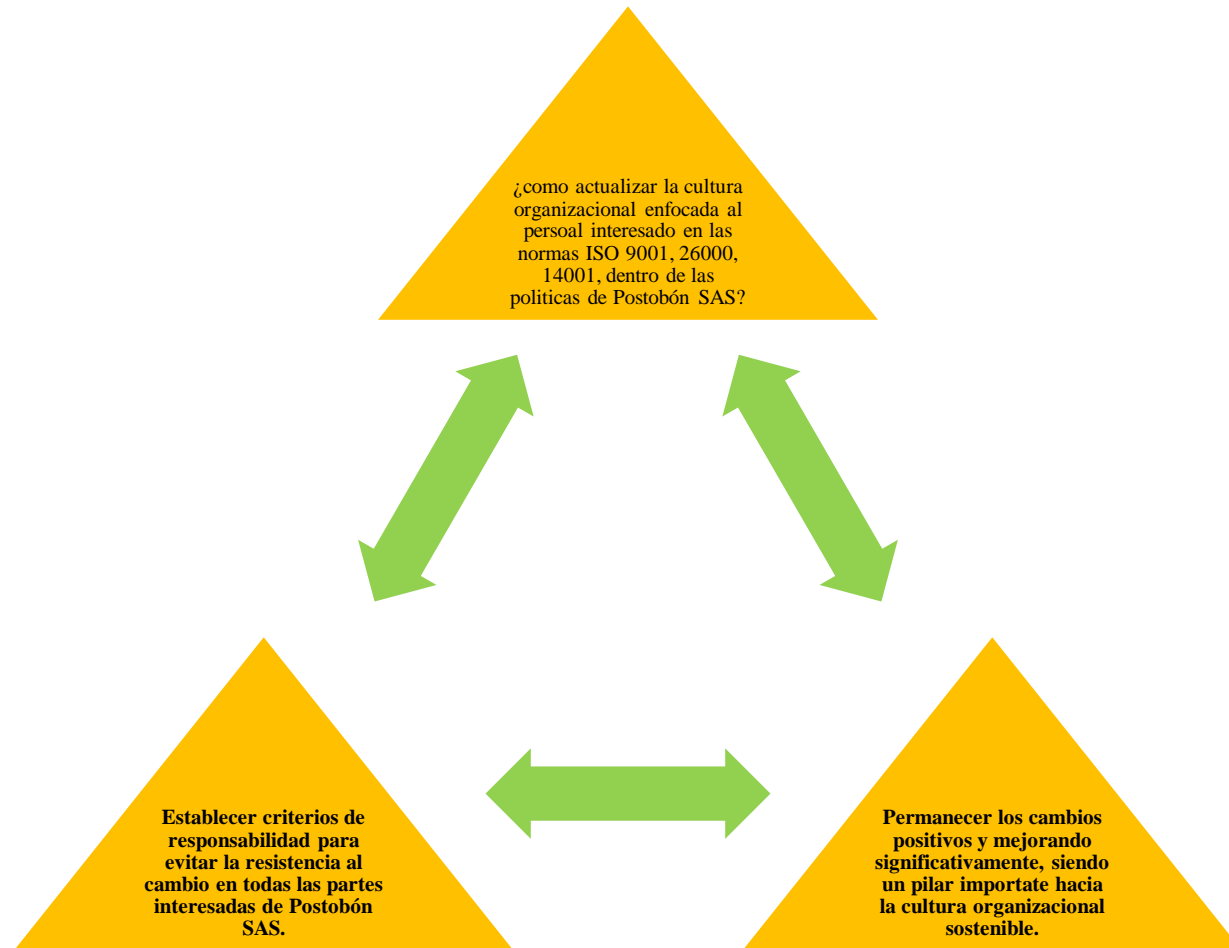 ¿como actualizar la cultura
organizacional enfocada al
persoal interesado en las
normas ISO 9001, 26000,
14001, dentro de las
politicas de Postobón SAS?
Establecer criterios de
responsabilidad para
evitar la resistencia al
cambio en todas las partes
interesadas de Postobón
SAS.
Permanecer los cambios
positivos y mejorando
significativamente, siendo
un pilar importate hacia
la cultura organizacional
sostenible.